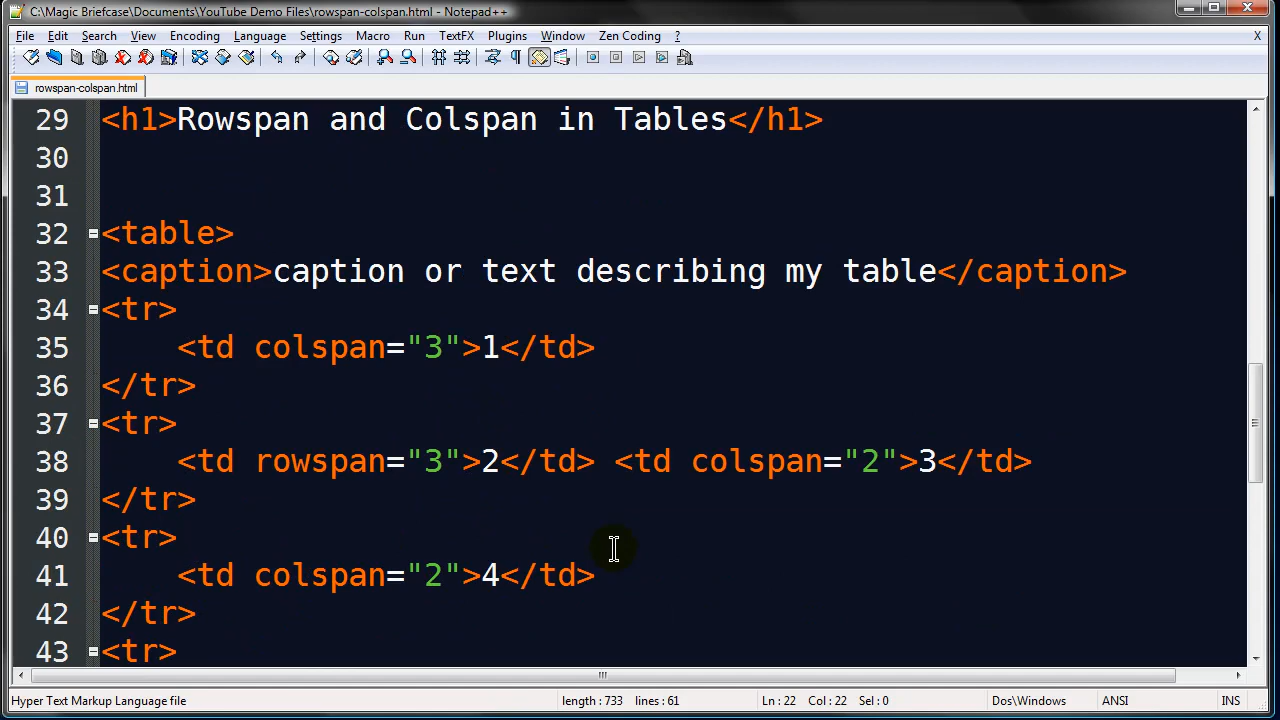 C:\Magic Briefcase\Documents\YouTube Demo Files\rowspan-colspan.html - Notepad++
File Edit Search View Encoding Language Settings Macro Run TextFX Plugins Window Zen Coding ? X
rowspan-colspan.html
29 <h1>Rowspan and Colspan in Tables</h1>
30
31
32 <table>
33 <caption>caption or text describing my table</caption>
34 <tr>
35 <td colspan="3">1</td>
36 </tr>
37 <tr>
38 <td rowspan="3">2</td> <td colspan="2">3</td>
39 </tr>
40 <tr>
41 <td colspan="2">4</td>
42 </tr>
43 <tr>
Hyper Text Markup Language file length : 733 lines : 61 Ln : 22 Col : 22 Sel : 0 Dos\Windows ANSI INS